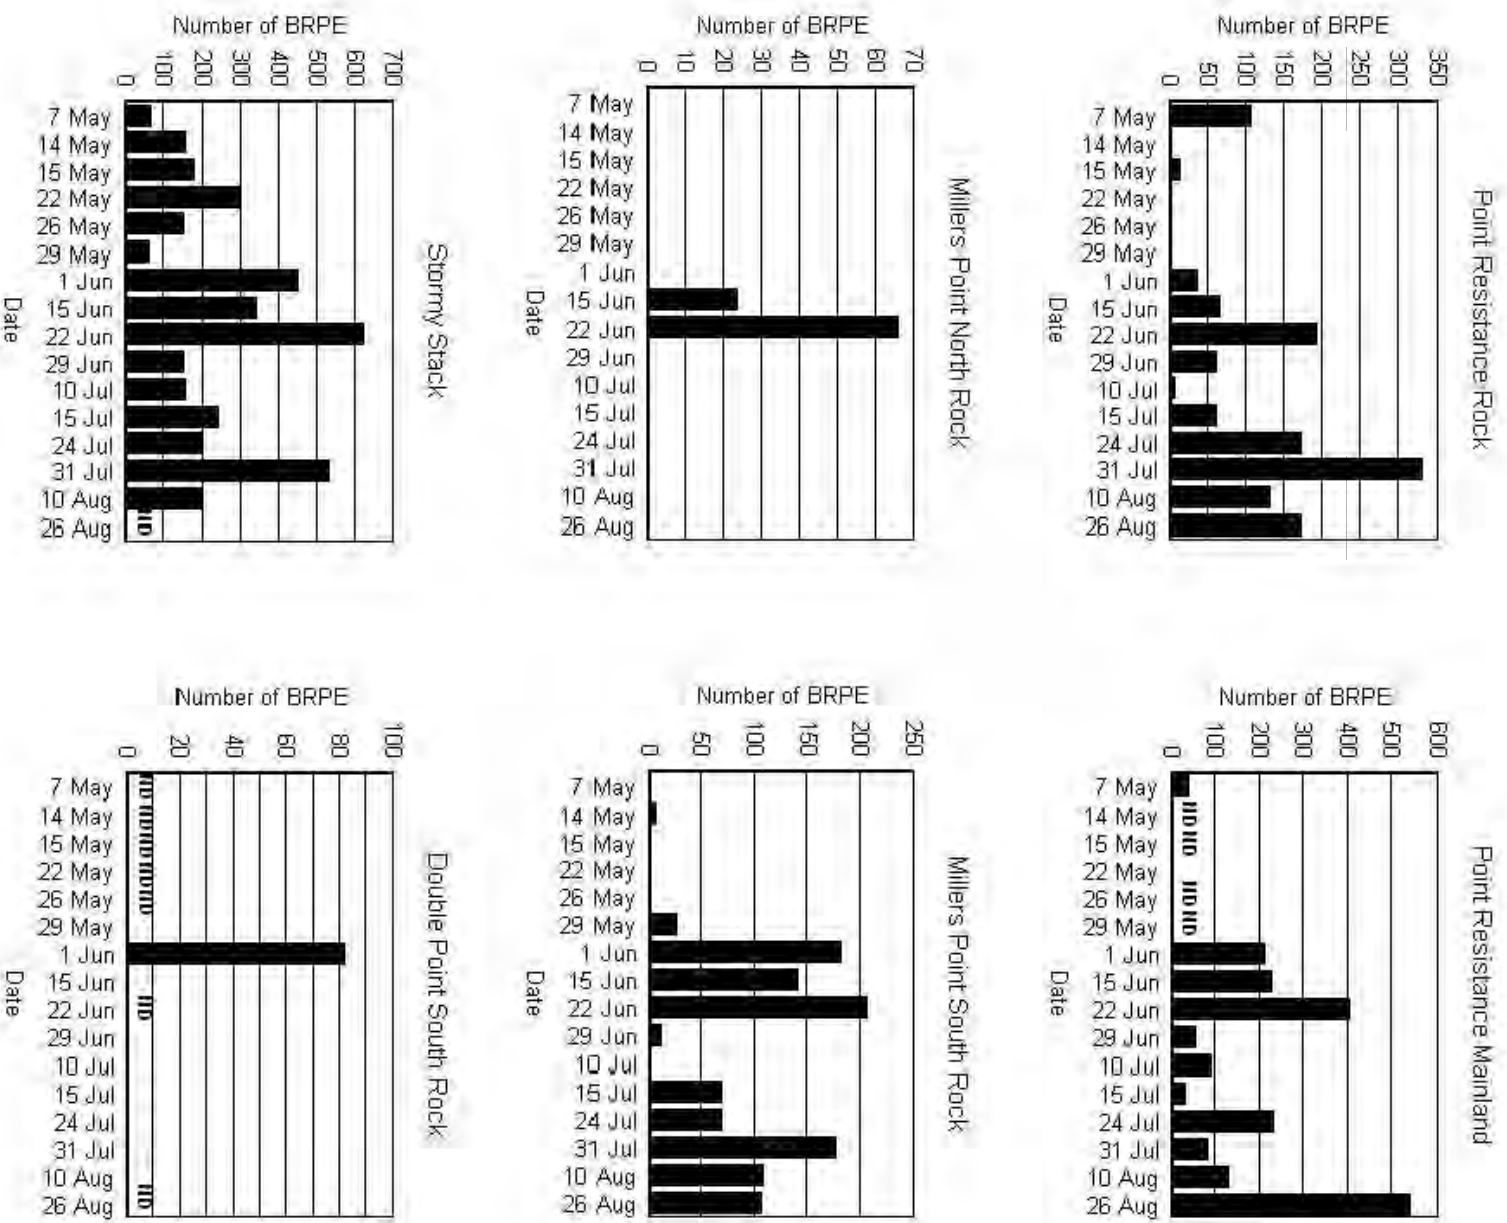 Number of BRPE
0 100 200 300 400 500 600 700
7 May
14 May
15 May
22 May
26 May
29 May
1 Jun
15 Jun
22 Jun
29 Jun
10 Jul
15 Jul
24 Jul
31 Jul
10 Aug
26 Aug
ND
Date
Stormy Stack
Number of BRPE
0 10 20 30 40 50 60 70
7 May
14 May
15 May
22 May
26 May
29 May
1 Jun
15 Jun
22 Jun
29 Jun
10 Jul
15 Jul
24 Jul
31 Jul
10 Aug
26 Aug
Date
Millers Point North Rock
Number of BRPE
0 50 100 150 200 250 300 350
7 May
14 May
15 May
22 May
26 May
29 May
1 Jun
15 Jun
22 Jun
29 Jun
10 Jul
15 Jul
24 Jul
31 Jul
10 Aug
26 Aug
Date
Point Resistance Rock
Number of BRPE
0 20 40 60 80 100
7 May ND
14 May ND
15 May ND
22 May ND
26 May ND
29 May
1 Jun
15 Jun
22 Jun ND
29 Jun
10 Jul
15 Jul
24 Jul
31 Jul
10 Aug
26 Aug ND
Date
Double Point South Rock
Number of BRPE
0 50 100 150 200 250
7 May
14 May
15 May
22 May
26 May
29 May
1 Jun
15 Jun
22 Jun
29 Jun
10 Jul
15 Jul
24 Jul
31 Jul
10 Aug
26 Aug
Date
Millers Point South Rock
Number of BRPE
0 100 200 300 400 500 600
7 May
14 May ND
15 May ND
22 May
26 May ND
29 May ND
1 Jun
15 Jun
22 Jun
29 Jun
10 Jul
15 Jul
24 Jul
31 Jul
10 Aug
26 Aug
Date
Point Resistance Mainland